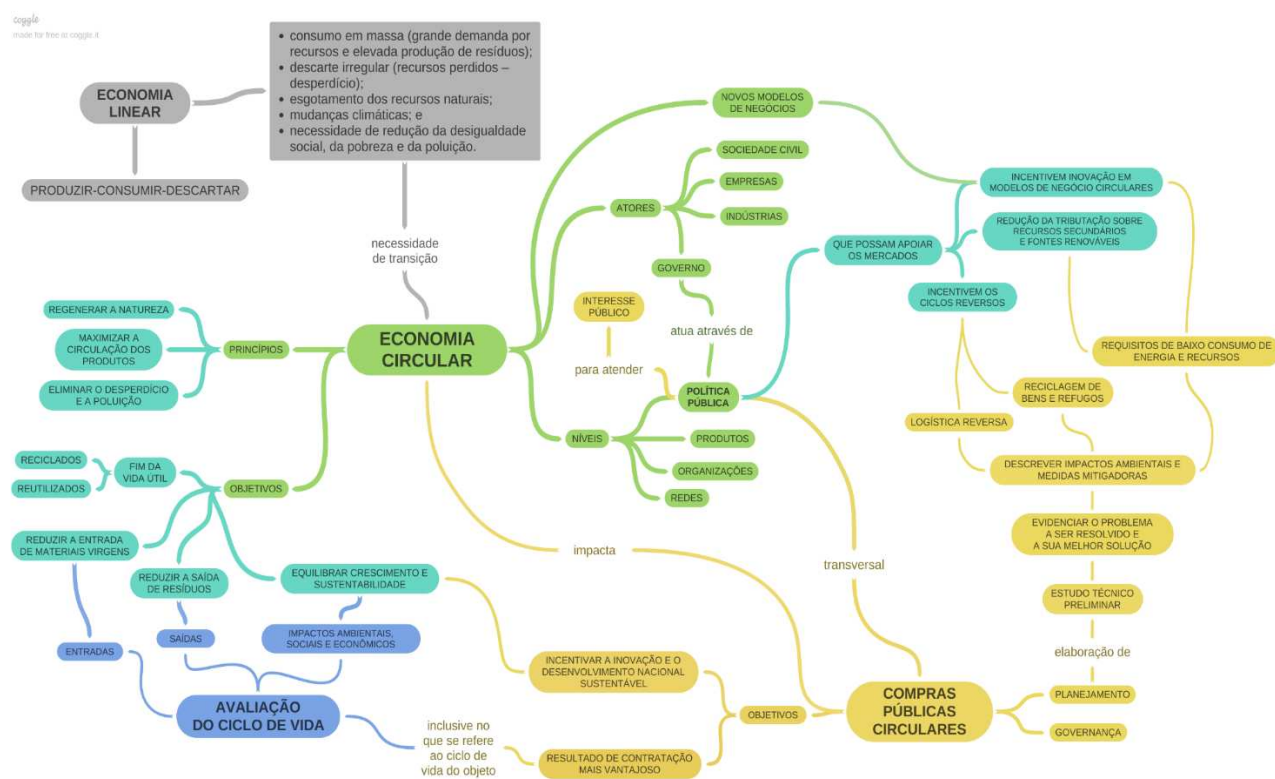 coggle
made for free at coggle.it
• consumo em massa (grande demanda por
recursos e elevada produção de resíduos);
• descarte irregular (recursos perdidos –
desperdício);
• esgotamento dos recursos naturais;
• mudanças climáticas; e
• necessidade de redução da desigualdade
social, da pobreza e da poluição.
ECONOMIA
LINEAR
PRODUZIR-CONSUMIR-DESCARTAR
necessidade
de transição
ECONOMIA
CIRCULAR
PRINCÍPIOS
REGENERAR A NATUREZA
MAXIMIZAR A
CIRCULAÇÃO DOS
PRODUTOS
ELIMINAR O DESPERDÍCIO
E A POLUIÇÃO
OBJETIVOS
FIM DA
VIDA ÚTIL
RECICLADOS
REUTILIZADOS
REDUZIR A ENTRADA
DE MATERIAIS VIRGENS
REDUZIR A SAÍDA
DE RESÍDUOS
EQUILIBRAR CRESCIMENTO E
SUSTENTABILIDADE
ENTRADAS
SAÍDAS
IMPACTOS AMBIENTAIS,
SOCIAIS E ECONÔMICOS
AVALIAÇÃO
DO CICLO DE VIDA
inclusive no
que se refere
ao ciclo de
vida do objeto
NOVOS MODELOS
DE NEGÓCIOS
ATORES
SOCIEDADE CIVIL
EMPRESAS
INDÚSTRIAS
GOVERNO
atua através de
INTERESSE
PÚBLICO
para atender
NÍVEIS
POLÍTICA
PÚBLICA
PRODUTOS
ORGANIZAÇÕES
REDES
QUE POSSAM APOIAR
OS MERCADOS
INCENTIVEM INOVAÇÃO EM
MODELOS DE NEGÓCIO CIRCULARES
REDUÇÃO DA TRIBUTAÇÃO SOBRE
RECURSOS SECUNDÁRIOS
E FONTES RENOVÁVEIS
INCENTIVEM OS
CICLOS REVERSOS
REQUISITOS DE BAIXO CONSUMO DE
ENERGIA E RECURSOS
RECICLAGEM DE
BENS E REFUGOS
LOGÍSTICA REVERSA
DESCREVER IMPACTOS AMBIENTAIS E
MEDIDAS MITIGADORAS
EVIDENCIAR O PROBLEMA
A SER RESOLVIDO E
A SUA MELHOR SOLUÇÃO
ESTUDO TÉCNICO
PRELIMINAR
elaboração de
PLANEJAMENTO
GOVERNANÇA
impacta
transversal
COMPRAS
PÚBLICAS
CIRCULARES
OBJETIVOS
INCENTIVAR A INOVAÇÃO E O
DESENVOLVIMENTO NACIONAL
SUSTENTÁVEL
RESULTADO DE CONTRATAÇÃO
MAIS VANTAJOSO